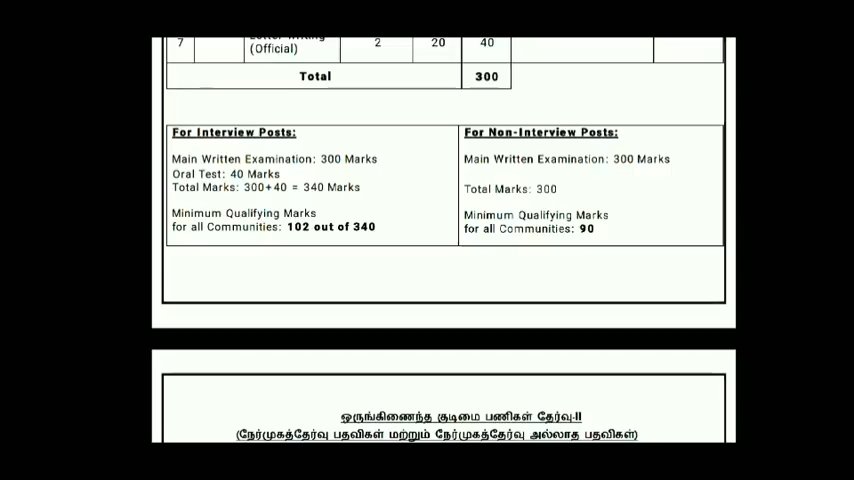 7 (Official) 2 20 40
Total 300
For Interview Posts:
Main Written Examination: 300 Marks
Oral Test: 40 Marks
Total Marks: 300+40 = 340 Marks
Minimum Qualifying Marks
for all Communities: 102 out of 340
For Non-Interview Posts:
Main Written Examination: 300 Marks
Total Marks: 300
Minimum Qualifying Marks
for all Communities: 90
ஒருங்கிணைந்த குடிமை பணிகள் தேர்வு-II
(நேர்முகத்தேர்வு பதவிகள் மற்றும் நேர்முகத்தேர்வு அல்லாத பதவிகள்)